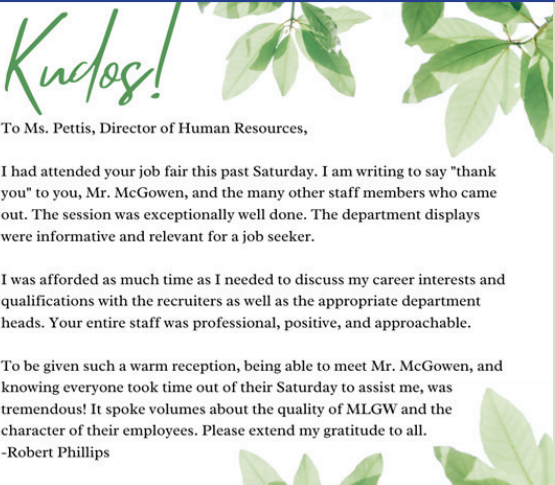 Kudos!
To Ms. Pettis, Director of Human Resources,
I had attended your job fair this past Saturday. I am writing to say "thank
you" to you, Mr. McGowen, and the many other staff members who came
out. The session was exceptionally well done. The department displays
were informative and relevant for a job seeker.
I was afforded as much time as I needed to discuss my career interests and
qualifications with the recruiters as well as the appropriate department
heads. Your entire staff was professional, positive, and approachable.
To be given such a warm reception, being able to meet Mr. McGowen, and
knowing everyone took time out of their Saturday to assist me, was
tremendous! It spoke volumes about the quality of MLGW and the
character of their employees. Please extend my gratitude to all.
-Robert Phillips